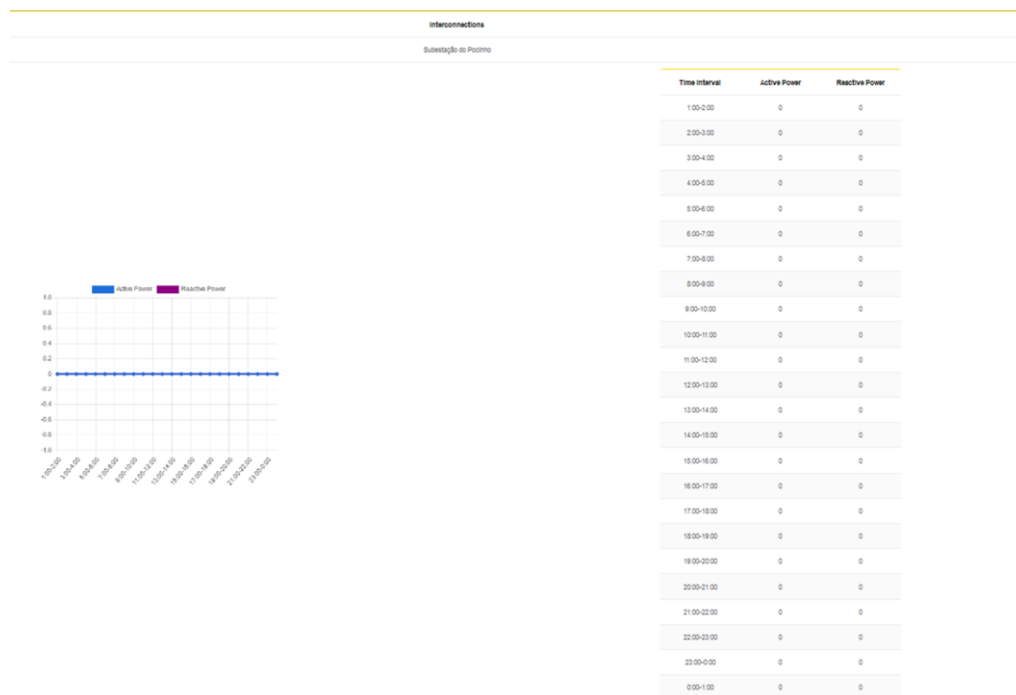 Interconnections
Subestação do Pocinho
Time Interval Active Power Reactive Power
1:00-2:00 0 0
2:00-3:00 0 0
3:00-4:00 0 0
4:00-5:00 0 0
5:00-6:00 0 0
6:00-7:00 0 0
7:00-8:00 0 0
8:00-9:00 0 0
9:00-10:00 0 0
10:00-11:00 0 0
11:00-12:00 0 0
12:00-13:00 0 0
13:00-14:00 0 0
14:00-15:00 0 0
15:00-16:00 0 0
16:00-17:00 0 0
17:00-18:00 0 0
18:00-19:00 0 0
19:00-20:00 0 0
20:00-21:00 0 0
21:00-22:00 0 0
22:00-23:00 0 0
23:00-0:00 0 0
0:00-1:00 0 0
Active Power Reactive Power
1.0
0.8
0.6
0.4
0.2
0
-0.2
-0.4
-0.6
-0.8
-1.0
1:00-2:00 3:00-4:00 5:00-6:00 7:00-8:00 9:00-10:00 11:00-12:00 13:00-14:00 15:00-16:00 17:00-18:00 19:00-20:00 21:00-22:00 23:00-0:00